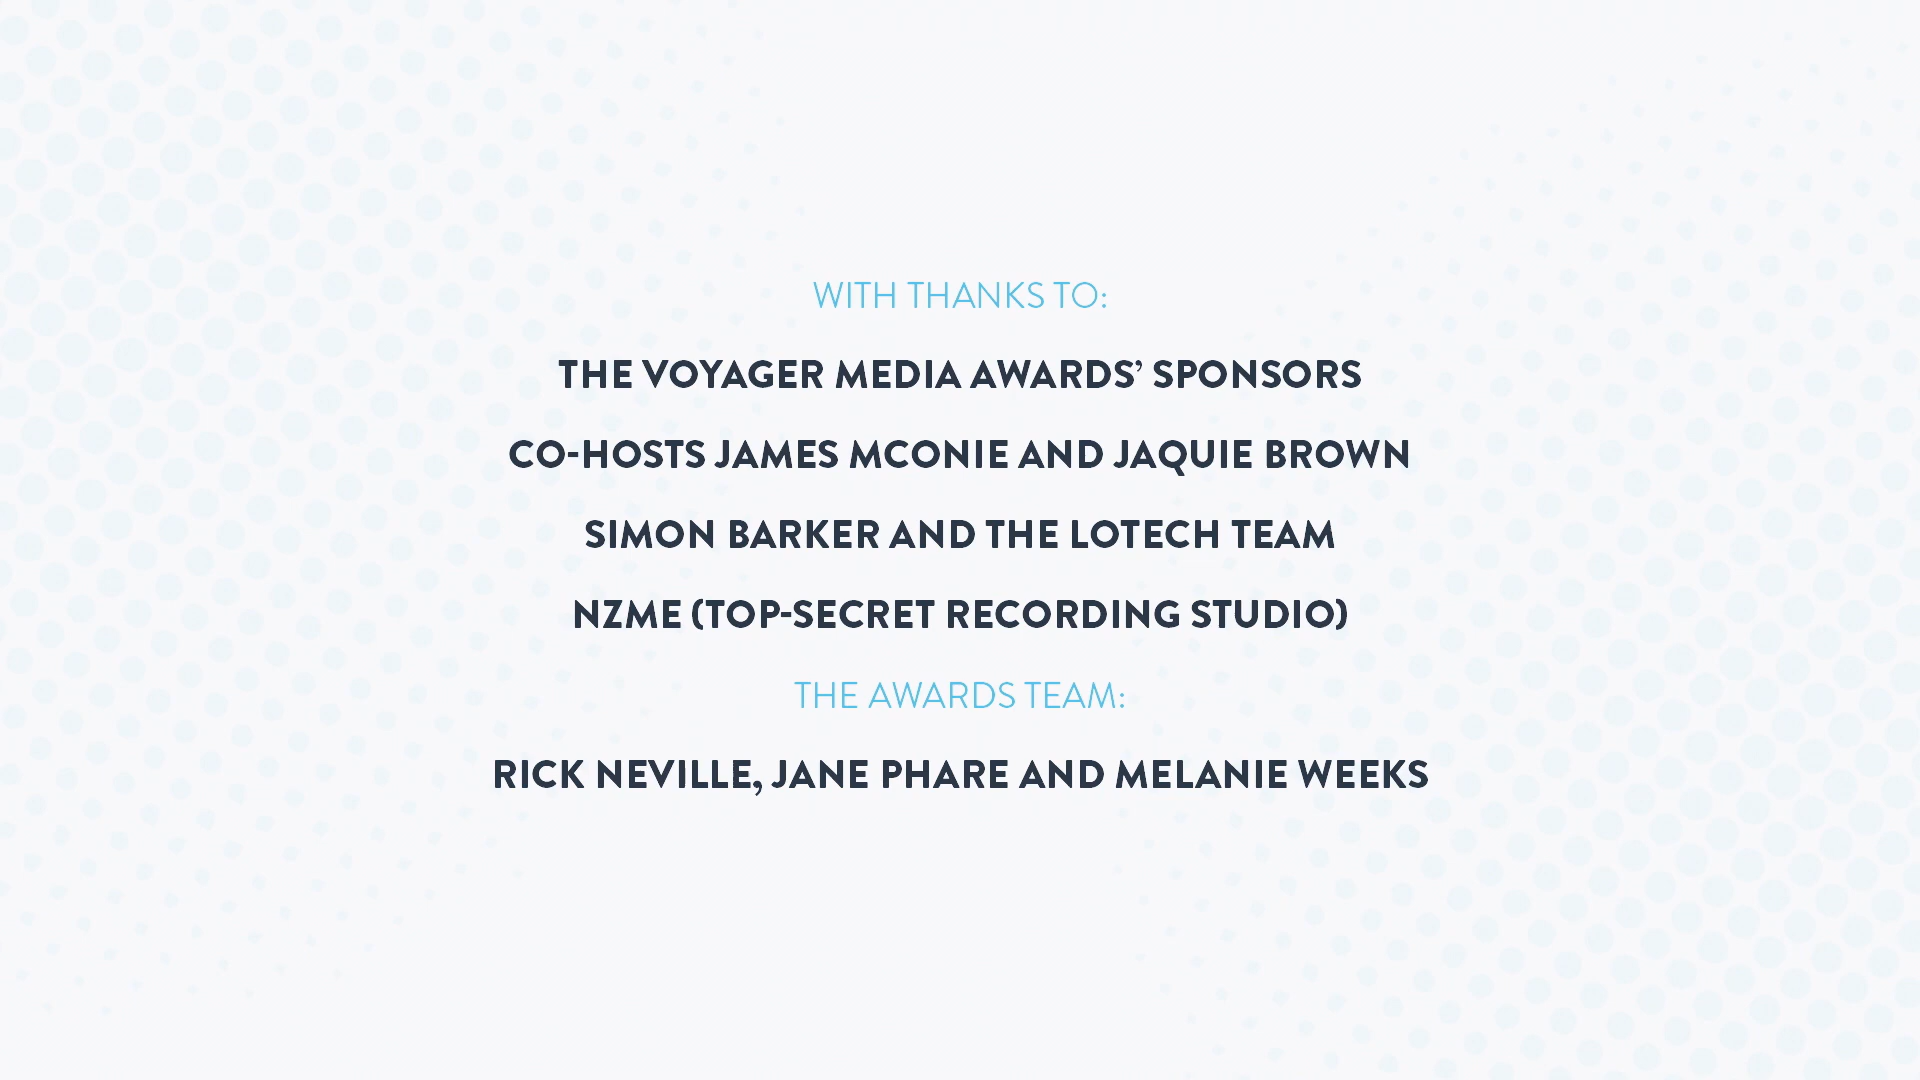 WITH THANKS TO:
THE VOYAGER MEDIA AWARDS’ SPONSORS
CO-HOSTS JAMES MCONIE AND JAQUIE BROWN
SIMON BARKER AND THE LOTECH TEAM
NZME (TOP-SECRET RECORDING STUDIO)
THE AWARDS TEAM:
RICK NEVILLE, JANE PHARE AND MELANIE WEEKS